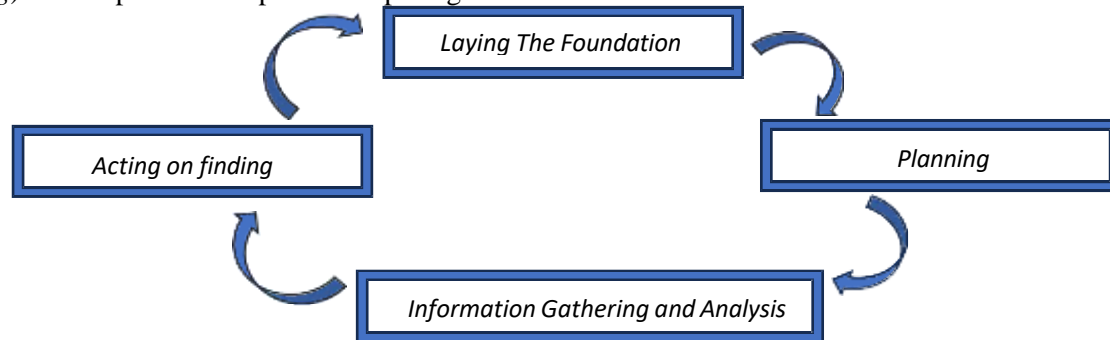 Laying The Foundation
Acting on finding
Planning
Information Gathering and Analysis